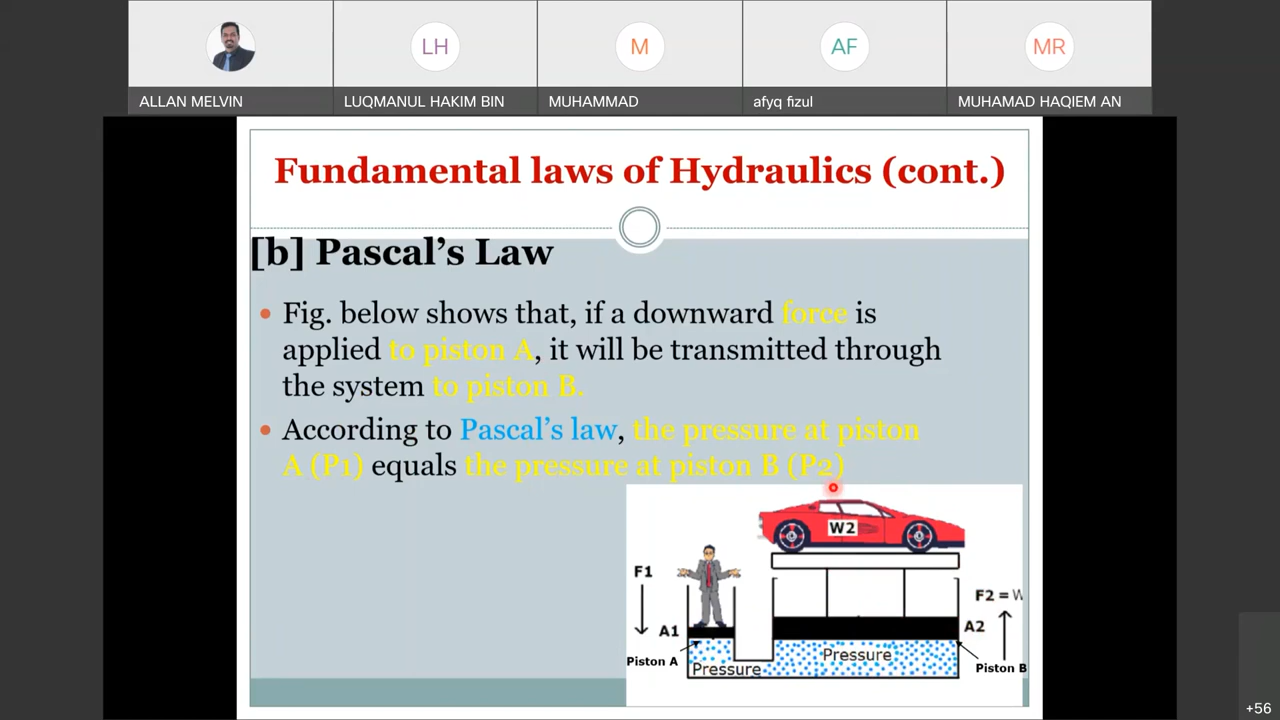 LH
M
AF
MR
ALLAN MELVIN
LUQMANUL HAKIM BIN
MUHAMMAD
afyq fizul
MUHAMAD HAQIEM AN
Fundamental laws of Hydraulics (cont.)
[b] Pascal's Law
• Fig. below shows that, if a downward force is
applied to piston A, it will be transmitted through
the system to piston B.
• According to Pascal's law, the pressure at piston
A (P1) equals the pressure at piston B (P2)
W2
F1
F2 = W
A1
A2
Piston A
Pressure
Pressure
Piston B
+56